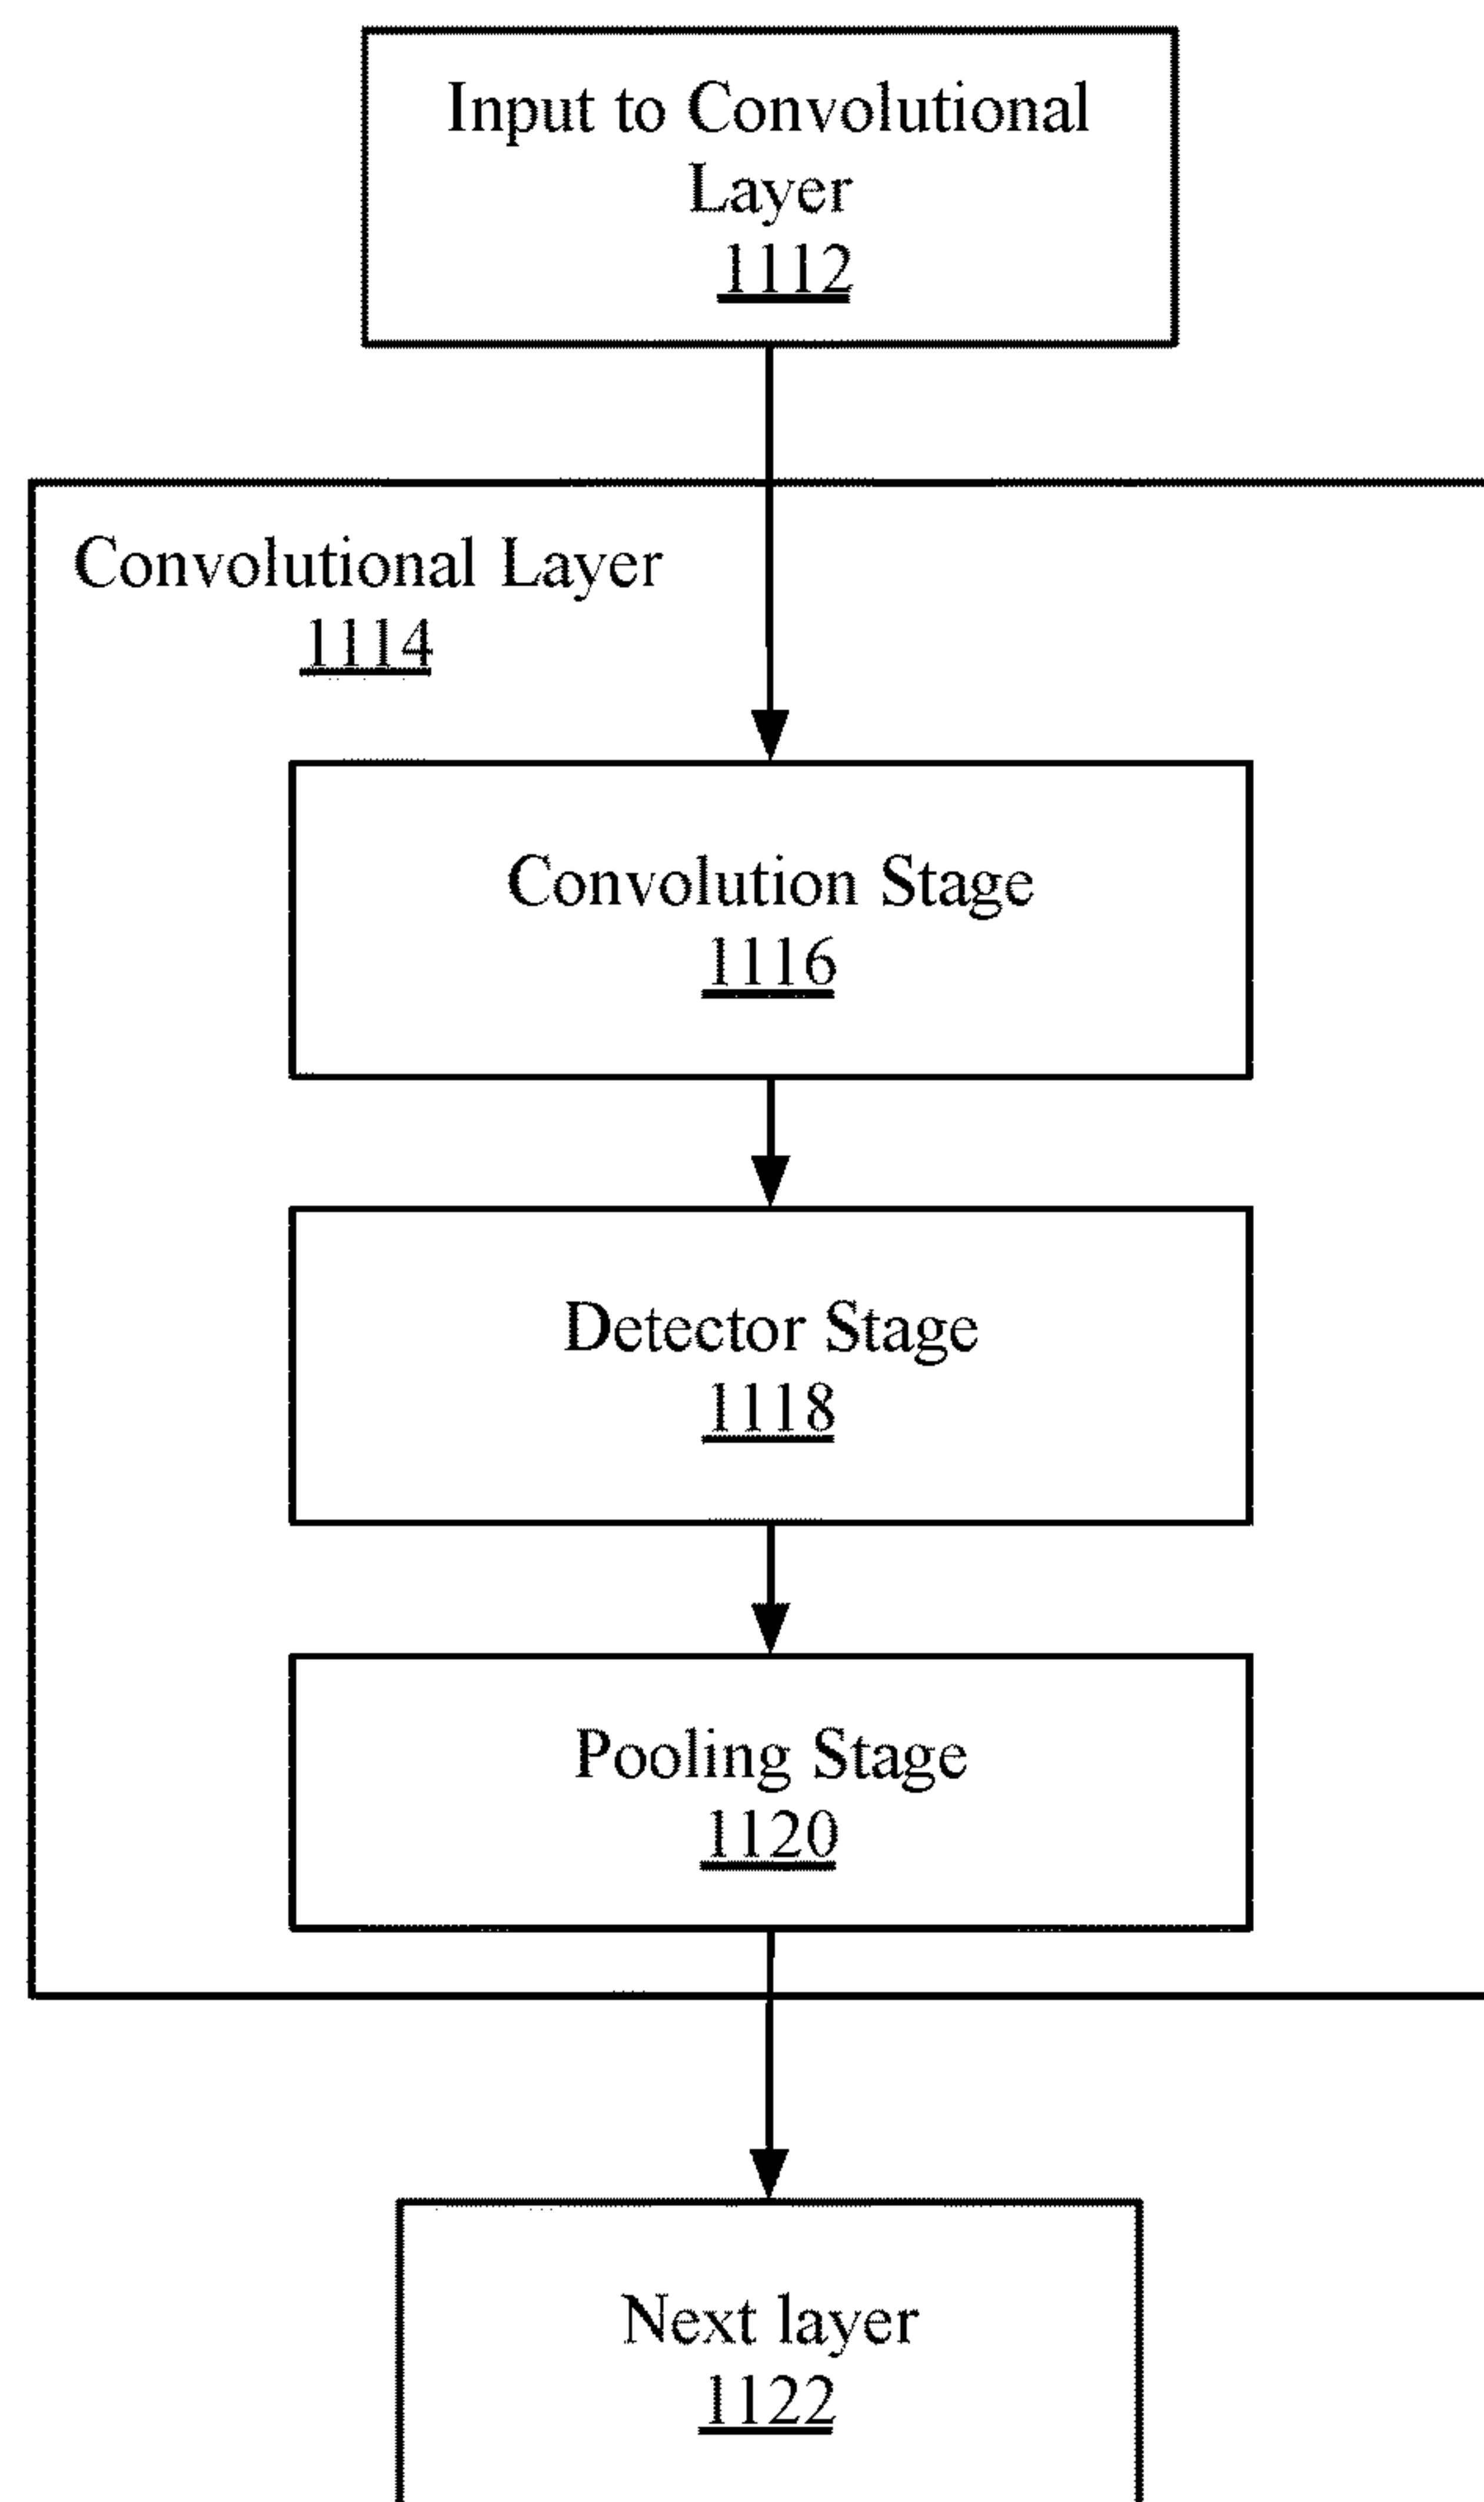 Input to Convolutional
Layer
1112
Convolutional Layer
1114
Convolution Stage
1116
Detector Stage
1118
Pooling Stage
1120
Next layer
1122